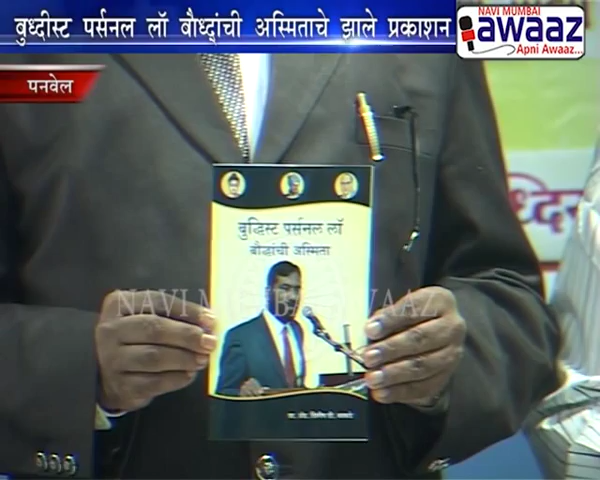 बुध्दीस्ट पर्सनल लॉ बौध्दांची अस्मिताचे झाले प्रकाशन
NAVI MUMBAI
awaaz
Apni Awaaz...
पनवेल
बुद्धिस्ट पर्सनल लॉ
बौद्धांची अस्मिता
NAVI MUMBAI AWAAZ